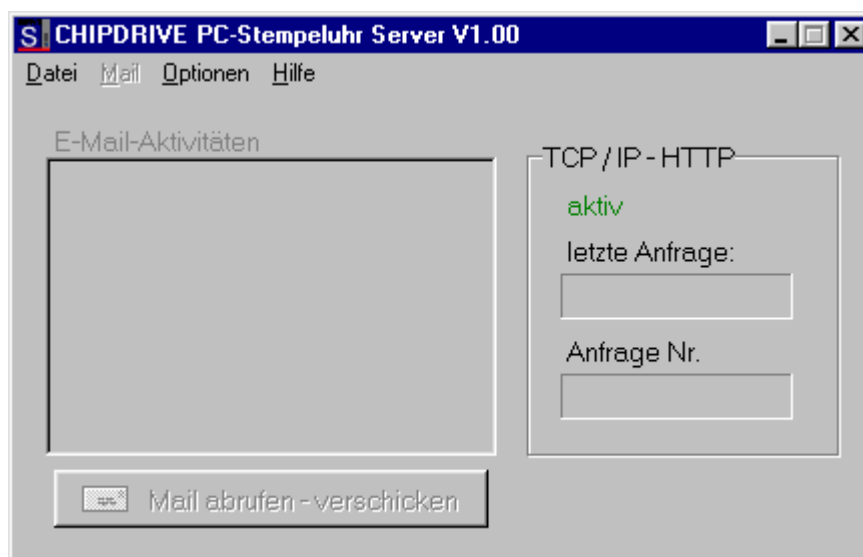 CHIPDRIVE PC-Stempeluhr Server V1.00
Datei Mail Optionen Hilfe
E-Mail-Aktivitäten
TCP / IP - HTTP
aktiv
letzte Anfrage:
Anfrage Nr.
Mail abrufen - verschicken